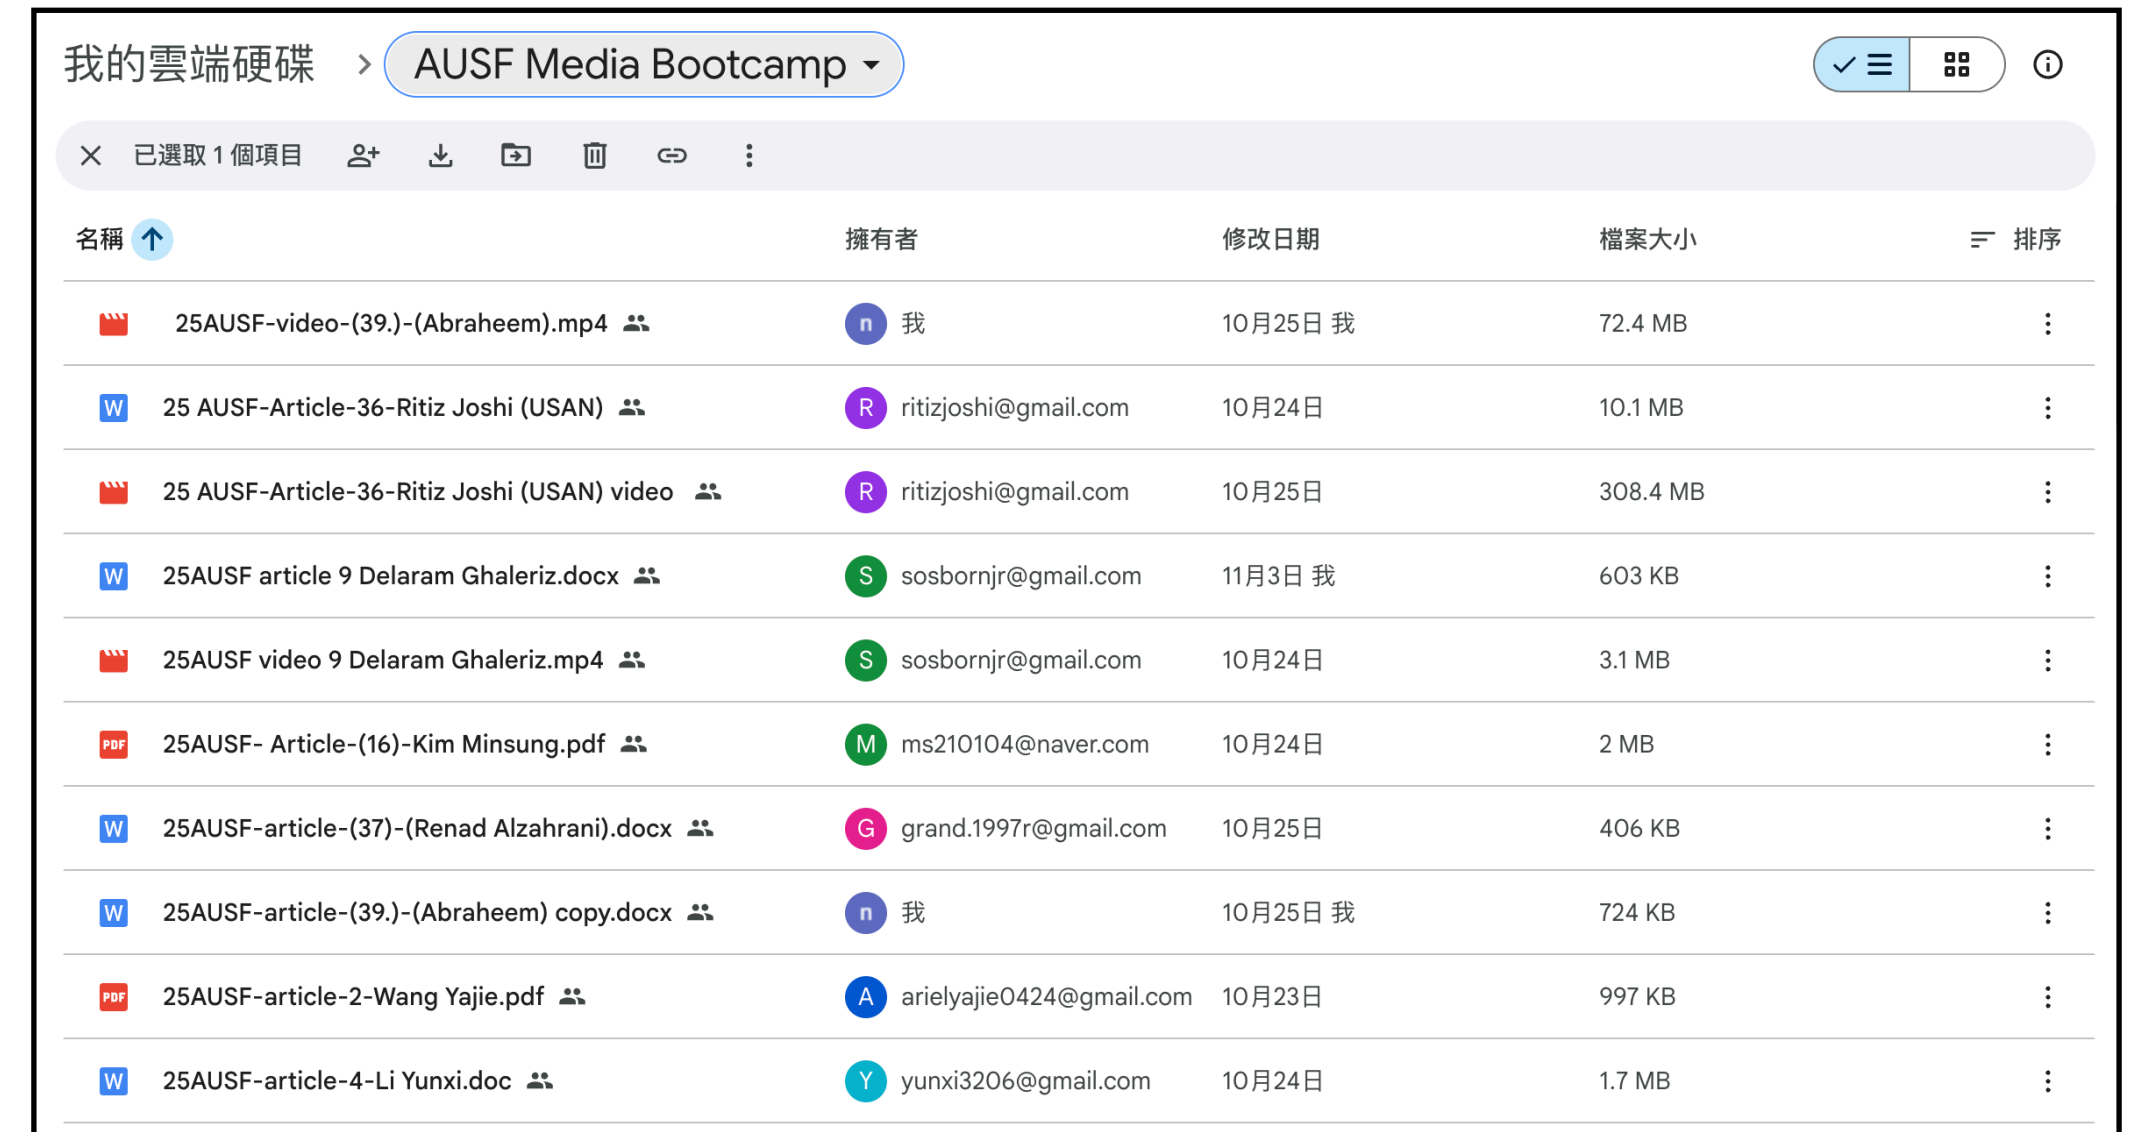 我的雲端硬碟 > AUSF Media Bootcamp
已選取 1 個項目
名稱 擁有者 修改日期 檔案大小 排序
25AUSF-video-(39.)-(Abraheem).mp4 n 我 10月25日 我 72.4 MB
W 25 AUSF-Article-36-Ritiz Joshi (USAN) R ritizjoshi@gmail.com 10月24日 10.1 MB
25 AUSF-Article-36-Ritiz Joshi (USAN) video R ritizjoshi@gmail.com 10月25日 308.4 MB
W 25AUSF article 9 Delaram Ghaleriz.docx S sosbornjr@gmail.com 11月3日 我 603 KB
25AUSF video 9 Delaram Ghaleriz.mp4 S sosbornjr@gmail.com 10月24日 3.1 MB
PDF 25AUSF- Article-(16)-Kim Minsung.pdf M ms210104@naver.com 10月24日 2 MB
W 25AUSF-article-(37)-(Renad Alzahrani).docx G grand.1997r@gmail.com 10月25日 406 KB
W 25AUSF-article-(39.)-(Abraheem) copy.docx n 我 10月25日 我 724 KB
PDF 25AUSF-article-2-Wang Yajie.pdf A arielyajie0424@gmail.com 10月23日 997 KB
W 25AUSF-article-4-Li Yunxi.doc Y yunxi3206@gmail.com 10月24日 1.7 MB